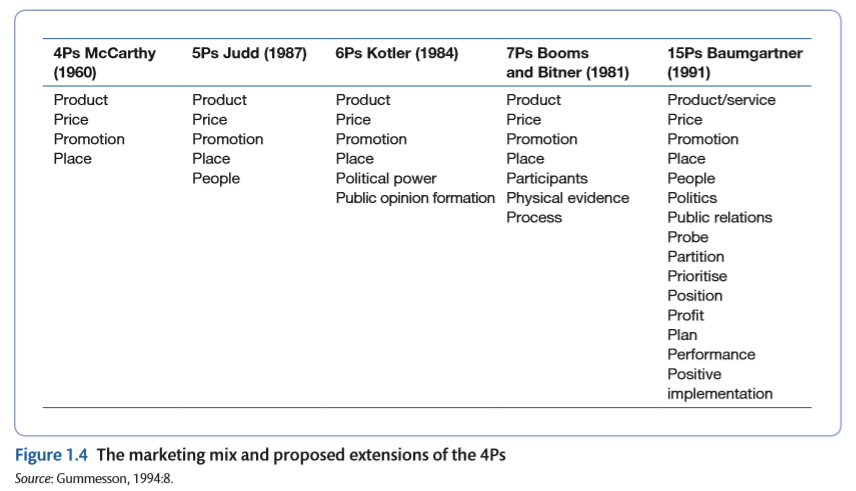 4Ps McCarthy (1960)
5Ps Judd (1987)
6Ps Kotler (1984)
7Ps Booms and Bitner (1981)
15Ps Baumgartner (1991)
Product Product Product Product Product/service
Price Price Price Price Price
Promotion Promotion Promotion Promotion Promotion
Place Place Place Place Place
People Political power Participants People
Public opinion formation Physical evidence Politics
Process Public relations
Probe
Partition
Prioritise
Position
Profit
Plan
Performance
Positive
implementation
Figure 1.4 The marketing mix and proposed extensions of the 4Ps
Source: Gummesson, 1994:8.